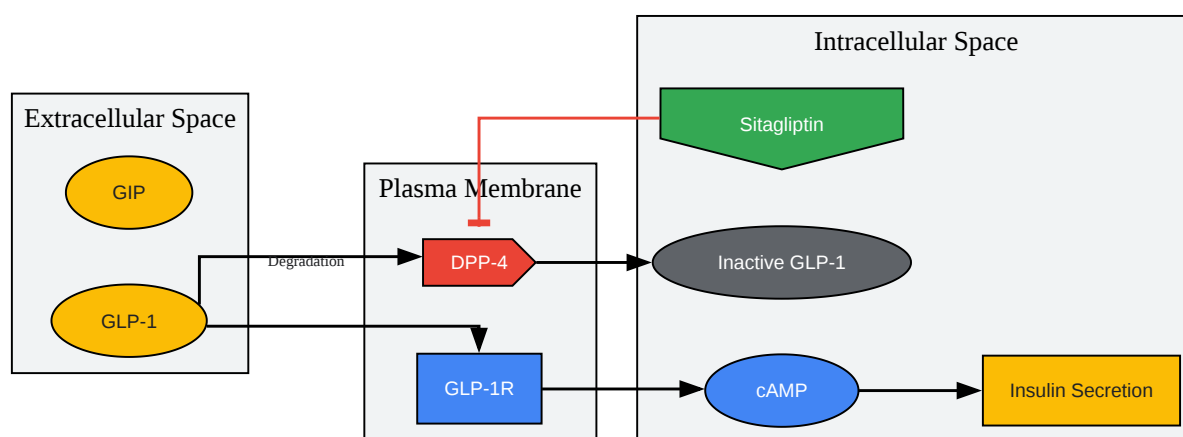 Intracellular Space
Extracellular Space
Sitagliptin
Plasma Membrane
GIP
Degradation
DPP-4
Inactive GLP-1
GLP-1
GLP-1R
cAMP
Insulin Secretion